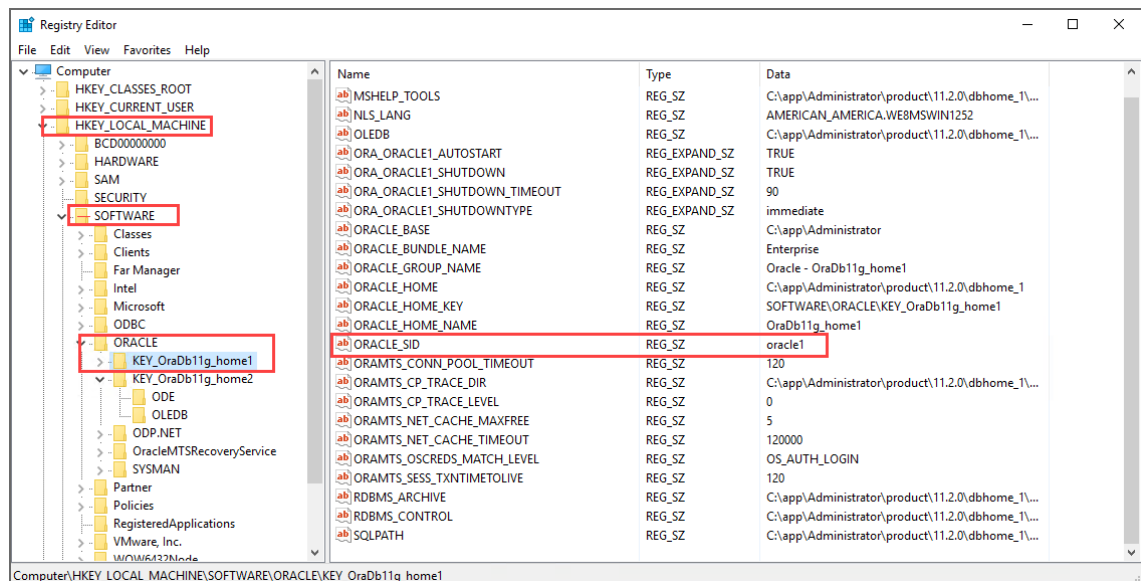 Registry Editor
File Edit View Favorites Help
Computer
HKEY_CLASSES_ROOT
HKEY_CURRENT_USER
HKEY_LOCAL_MACHINE
BCD00000000
HARDWARE
SAM
SECURITY
SOFTWARE
Classes
Clients
Far Manager
Intel
Microsoft
ODBC
ORACLE
KEY_OraDb11g_home1
KEY_OraDb11g_home2
ODE
OLEDB
ODP.NET
OracleMTSRecoveryService
SYSMAN
Partner
Policies
RegisteredApplications
VMware, Inc.
WOW6432Node
Name Type Data
MSHELP_TOOLS REG_SZ C:\app\Administrator\product\11.2.0\dbhome_1\...
NLS_LANG REG_SZ AMERICAN_AMERICA.WE8MSWIN1252
OLEDB REG_SZ C:\app\Administrator\product\11.2.0\dbhome_1\...
ORA_ORACLE1_AUTOSTART REG_EXPAND_SZ TRUE
ORA_ORACLE1_SHUTDOWN REG_EXPAND_SZ TRUE
ORA_ORACLE1_SHUTDOWN_TIMEOUT REG_EXPAND_SZ 90
ORA_ORACLE1_SHUTDOWNTYPE REG_EXPAND_SZ immediate
ORACLE_BASE REG_SZ C:\app\Administrator
ORACLE_BUNDLE_NAME REG_SZ Enterprise
ORACLE_GROUP_NAME REG_SZ Oracle - OraDb11g_home1
ORACLE_HOME REG_SZ C:\app\Administrator\product\11.2.0\dbhome_1
ORACLE_HOME_KEY REG_SZ SOFTWARE\ORACLE\KEY_OraDb11g_home1
ORACLE_HOME_NAME REG_SZ OraDb11g_home1
ORACLE_SID REG_SZ oracle1
ORAMTS_CONN_POOL_TIMEOUT REG_SZ 120
ORAMTS_CP_TRACE_DIR REG_SZ C:\app\Administrator\product\11.2.0\dbhome_1\...
ORAMTS_CP_TRACE_LEVEL REG_SZ 0
ORAMTS_NET_CACHE_MAXFREE REG_SZ 5
ORAMTS_NET_CACHE_TIMEOUT REG_SZ 120000
ORAMTS_OSCREDS_MATCH_LEVEL REG_SZ OS_AUTH_LOGIN
ORAMTS_SESS_TXNTIMETOLIVE REG_SZ 120
RDBMS_ARCHIVE REG_SZ C:\app\Administrator\product\11.2.0\dbhome_1\...
RDBMS_CONTROL REG_SZ C:\app\Administrator\product\11.2.0\dbhome_1\...
SQLPATH REG_SZ C:\app\Administrator\product\11.2.0\dbhome_1\...
Computer\HKEY_LOCAL_MACHINE\SOFTWARE\ORACLE\KEY_OraDb11g_home1